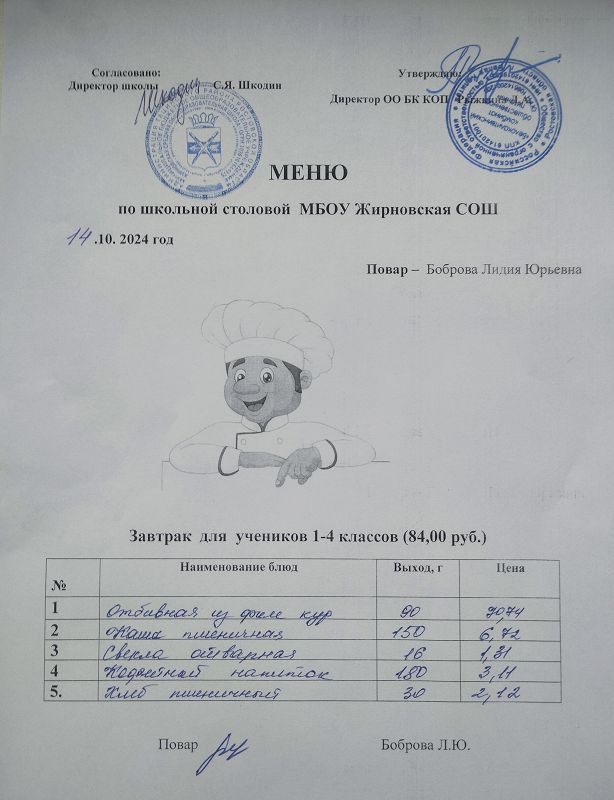 Согласовано: Утверждаю:
Директор школы С.Я. Шкодин Директор ОО БК КОП
МЕНЮ
по школьной столовой МБОУ Жирновская СОШ
14 .10. 2024 год
Повар – Боброва Лидия Юрьевна
Завтрак для учеников 1-4 классов (84,00 руб.)
№ Наименование блюд Выход, г Цена
1 Отбивная из филе кур 90 70,74
2 Каша пшеничная 150 6,72
3 Свекла отварная 16 1,31
4 Кофейный напиток 180 3,11
5. Хлеб пшеничный 30 2,12
Повар Боброва Л.Ю.